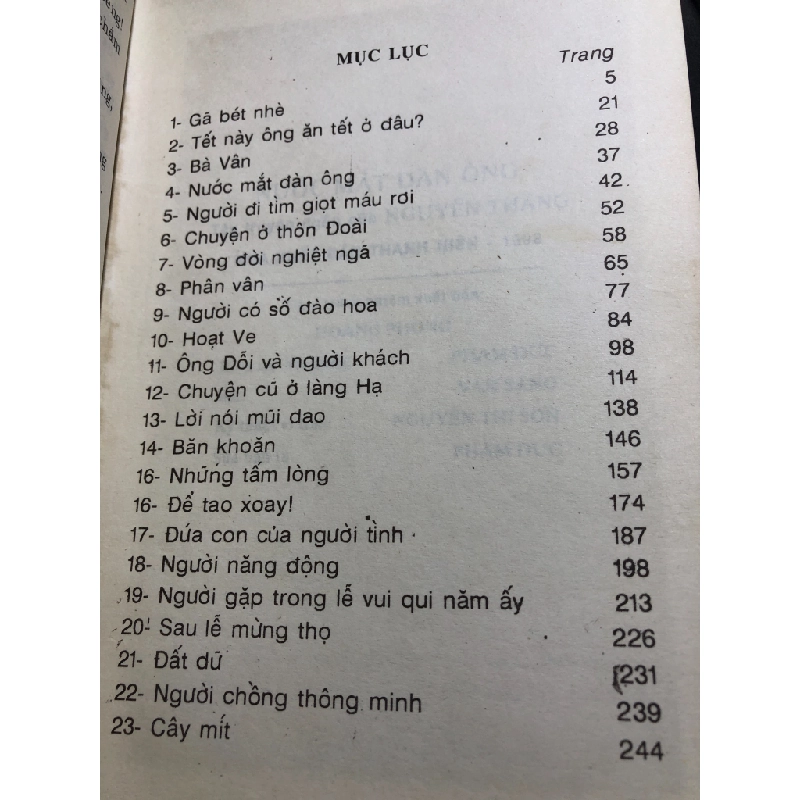 MỤC LỤC
Trang
1- Gã bét nhè 5
2- Tết này ông ăn tết ở đâu? 21
3- Bà Vân 28
4- Nước mắt đàn ông 37
5- Người đi tìm giọt máu rơi 42
6- Chuyện ở thôn Đoài 52
7- Vòng đời nghiệt ngã 58
8- Phân vân 65
9- Người có số đào hoa 77
10- Hoạt Ve 84
11- Ông Dỗi và người khách 98
12- Chuyện cũ ở làng Hạ 114
13- Lời nói mũi dao 138
14- Băn khoăn 146
16- Những tấm lòng 157
16- Để tao xoay! 174
17- Đứa con của người tình 187
18- Người năng động 198
19- Người gặp trong lễ vui qui năm ấy 213
20- Sau lễ mừng thọ 226
21- Đất dữ 231
22- Người chồng thông minh 239
23- Cây mít 244